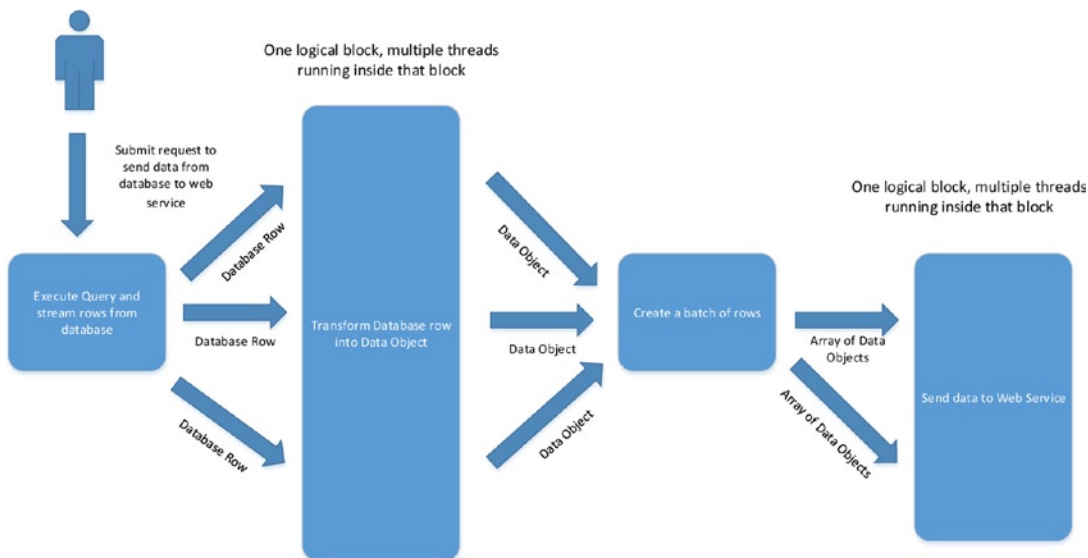 One logical block, multiple threads
running inside that block
Submit request to
send data from
database to web
service
Database Row
Data Object
One logical block, multiple threads
running inside that block
Execute Query and
stream rows from
database
Database Row
Transform Database row
into Data Object
Data Object
Create a batch of rows
Array of Data
Objects
Send data to Web Service
Database Row
Data Object
Array of Data Objects